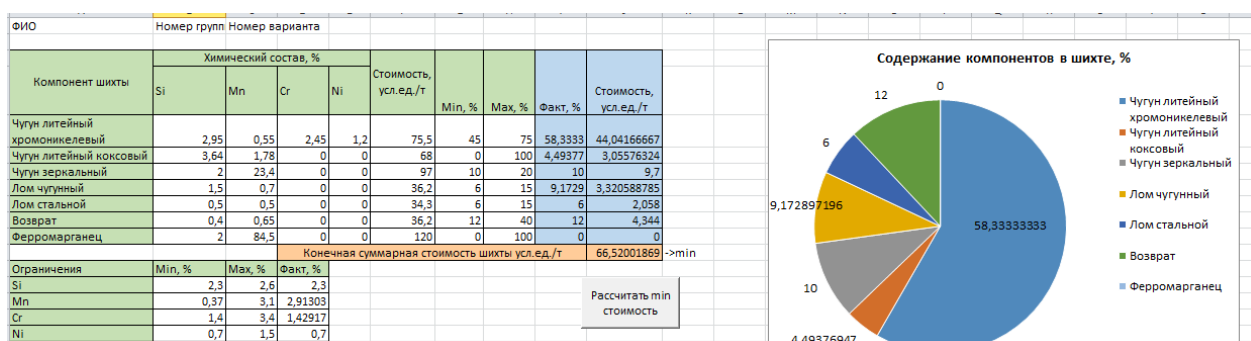 ФИО Номер групп Номер варианта
Химический состав, %
Компонент шихты Si Mn Cr Ni Стоимость, усл.ед./т Min, % Max, % Факт, % Стоимость, усл.ед./т
Чугун литейный
хромоникелевый 2,95 0,55 2,45 1,2 75,5 45 75 58,3333 44,04166667
Чугун литейный коксовый 3,64 1,78 0 0 68 0 100 4,49377 3,05576324
Чугун зеркальный 2 23,4 0 0 97 10 20 10 9,7
Лом чугунный 1,5 0,7 0 0 36,2 6 15 9,1729 3,320588785
Лом стальной 0,5 0,5 0 0 34,3 6 15 6 2,058
Возврат 0,4 0,65 0 0 36,2 12 40 12 4,344
Ферромарганец 2 84,5 0 0 120 0 100 0 0
Конечная суммарная стоимость шихты усл.ед./т 66,52001869 ->min
Ограничения Min, % Max, % Факт, %
Si 2,3 2,6 2,3
Mn 0,37 3,1 2,91303
Cr 1,4 3,4 1,42917
Ni 0,7 1,5 0,7
Рассчитать min
стоимость
Содержание компонентов в шихте, %
0
12
6
9,172897196
58,33333333
10
4,49376947
Чугун литейный
хромоникелевый
Чугун литейный
коксовый
Чугун зеркальный
Лом чугунный
Лом стальной
Возврат
Ферромарганец